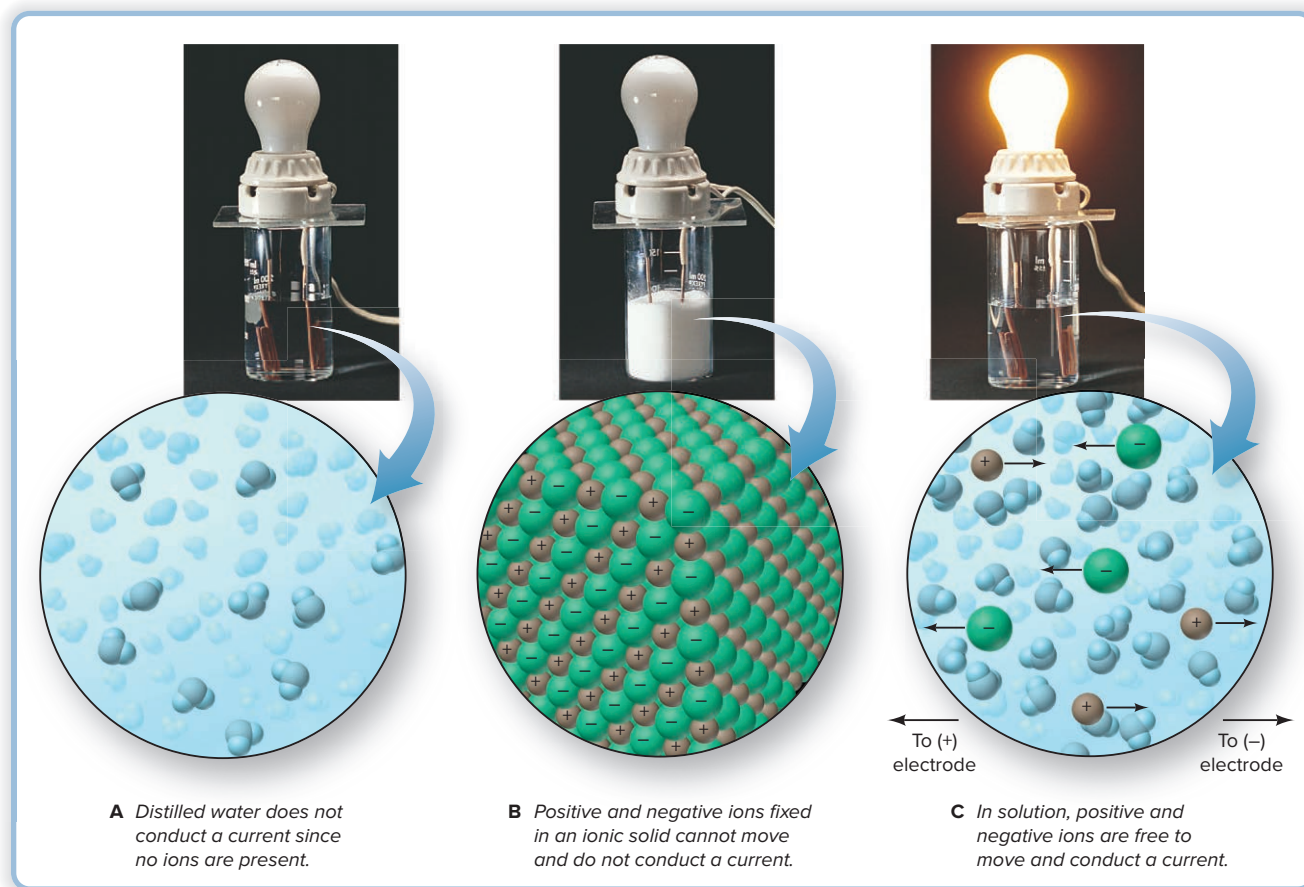 To (+)
electrode
To (–)
electrode
A Distilled water does not
conduct a current since
no ions are present.
B Positive and negative ions fixed
in an ionic solid cannot move
and do not conduct a current.
C In solution, positive and
negative ions are free to
move and conduct a current.